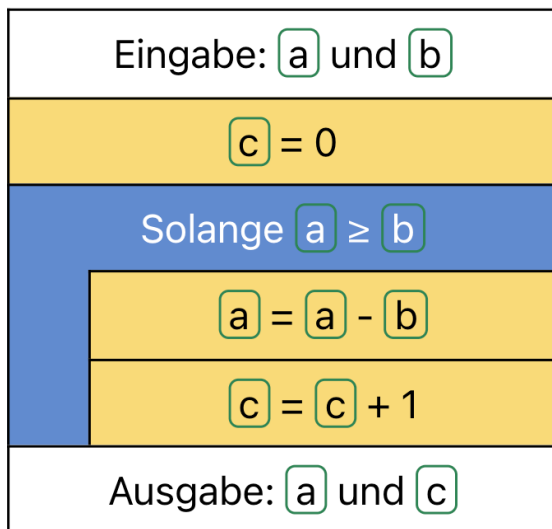 Eingabe: a und b
c = 0
Solange a ≥ b
a = a - b
c = c + 1
Ausgabe: a und c